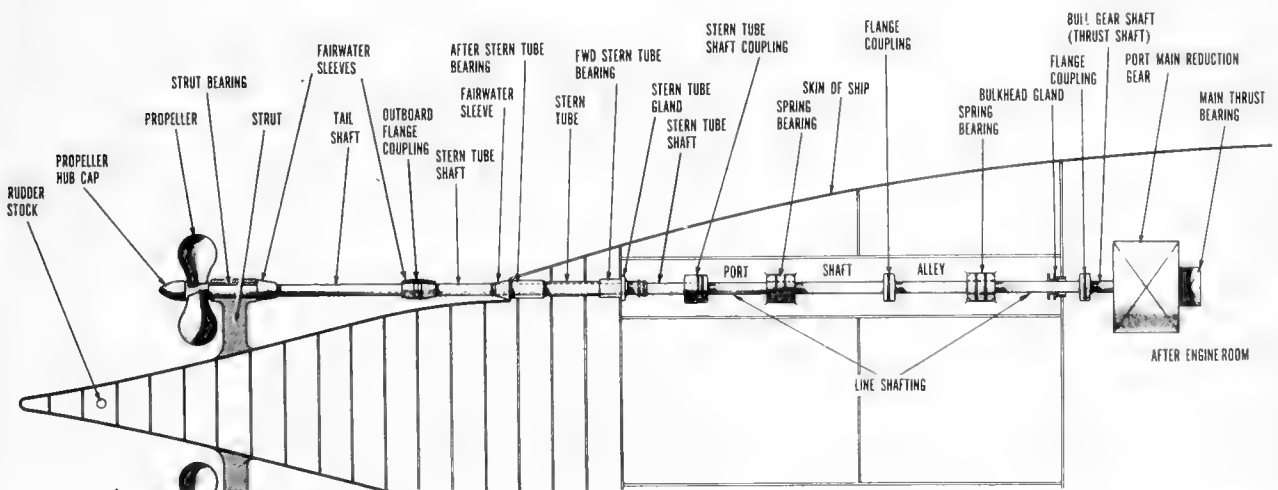 STERN TUBE
SHAFT COUPLING
FLANGE
COUPLING
BULL GEAR SHAFT
(THRUST SHAFT)
FAIRWATER
SLEEVES
AFTER STERN TUBE
BEARING
FWD STERN TUBE
BEARING
FLANGE
COUPLING
PORT MAIN REDUCTION
GEAR
STRUT BEARING
FAIRWATER
SLEEVE
STERN
TUBE
STERN TUBE
GLAND
SKIN OF SHIP
BULKHEAD GLAND
MAIN THRUST
BEARING
PROPELLER
STRUT
TAIL
SHAFT
OUTBOARD
FLANGE
COUPLING
STERN TUBE
SHAFT
STERN TUBE
SHAFT
SPRING
BEARING
SPRING
BEARING
PROPELLER
HUB CAP
RUDDER
STOCK
PORT SHAFT ALLEY
AFTER ENGINEROOM
LINE SHAFTING